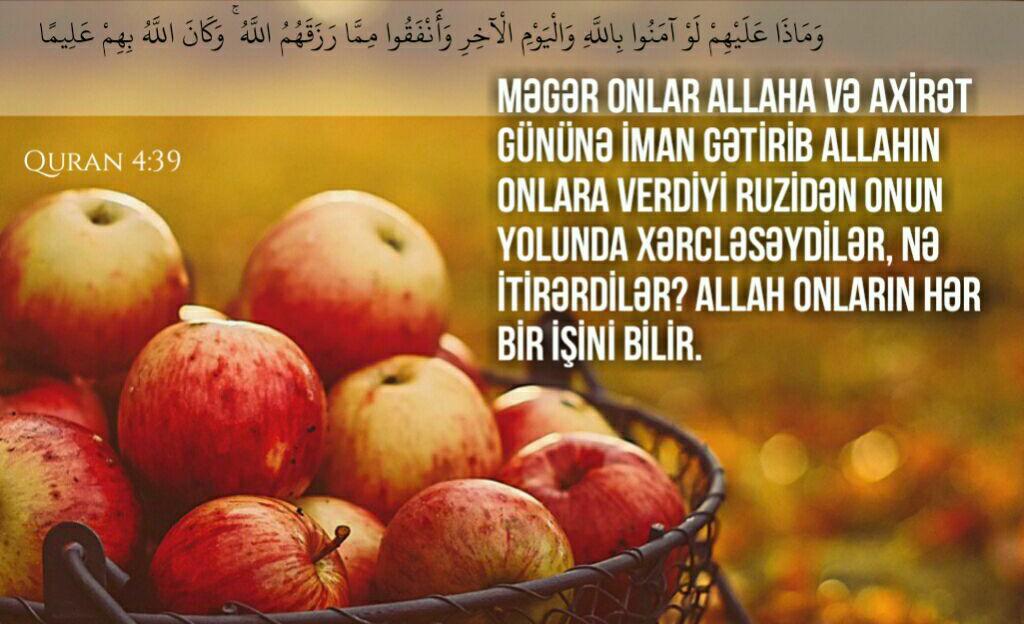 وَمَاذَا عَلَيْهِمْ لَوْ آمَنُوا بِاللَّهِ وَالْيَوْمِ الْآخِرِ وَأَنْفَقُوا مِمَّا رَزَقَهُمُ اللَّهُ ۚ وَكَانَ اللَّهُ بِهِمْ عَلِيمًا
QURAN 4:39
MƏGƏR ONLAR ALLAHA VƏ AXİRƏT
GÜNÜNƏ İMAN GƏTİRİB ALLAHIN
ONLARA VERDİYİ RUZİDƏN ONUN
YOLUNDA XƏRCLƏSƏYDİLƏR, NƏ
İTİRƏRDİLƏR? ALLAH ONLARIN HƏR
BİR İŞİNİ BİLİR.